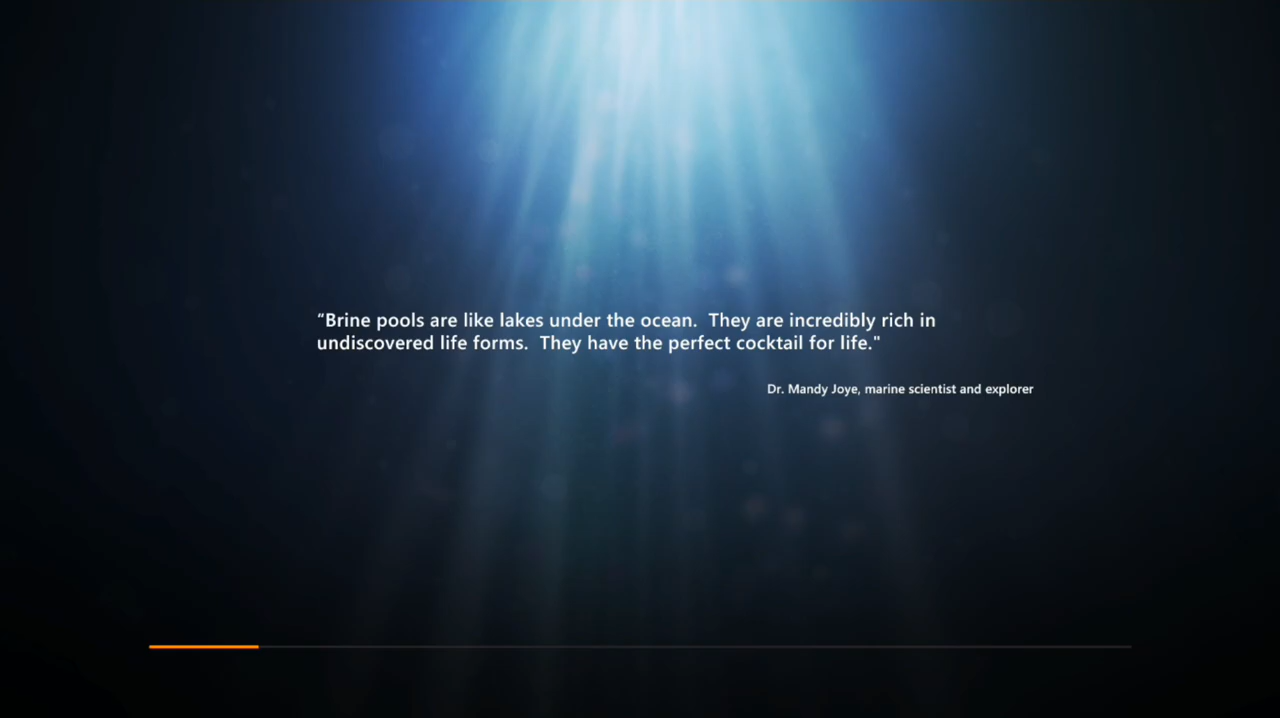 “Brine pools are like lakes under the ocean.  They are incredibly rich in
undiscovered life forms.  They have the perfect cocktail for life."
Dr. Mandy Joye, marine scientist and explorer